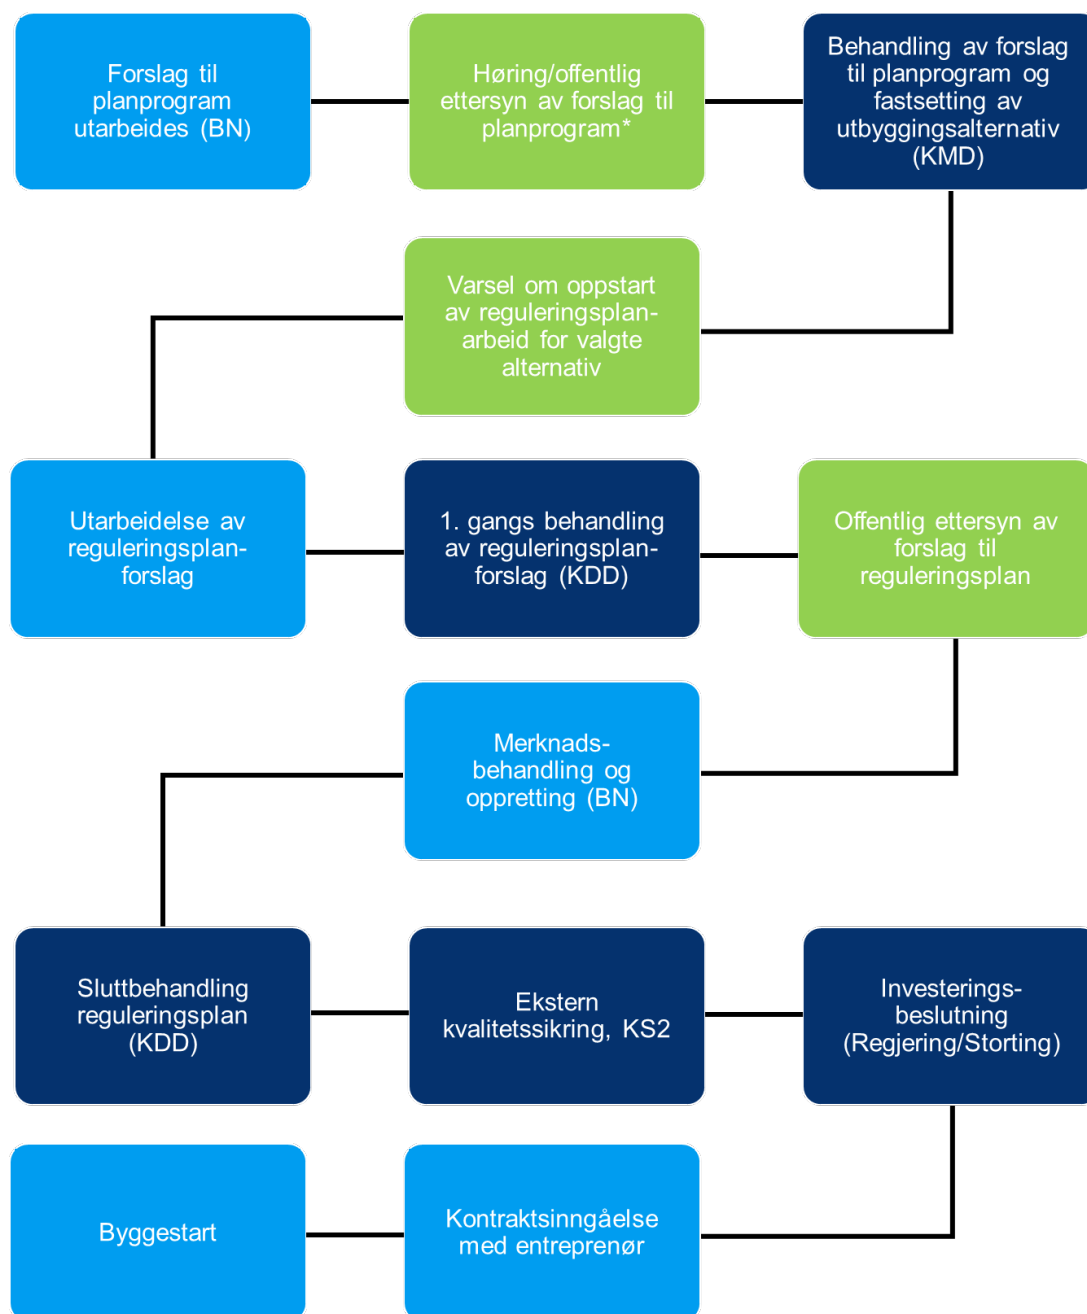 Forslag til
planprogram
utarbeides (BN)
Høring/offentlig
ettersyn av forslag til
planprogram*
Behandling av forslag
til planprogram og
fastsetting av
utbyggingsalternativ
(KMD)
Varsel om oppstart
av reguleringsplan-
arbeid for valgte
alternativ
Utarbeidelse av
reguleringsplan-
forslag
1. gangs behandling
av reguleringsplan-
forslag (KDD)
Offentlig ettersyn av
forslag til
reguleringsplan
Merknads-
behandling og
oppretting (BN)
Sluttbehandling
reguleringsplan
(KDD)
Ekstern
kvalitetssikring, KS2
Investerings-
beslutning
(Regjering/Storting)
Byggestart
Kontraktsinngåelse
med entreprenør